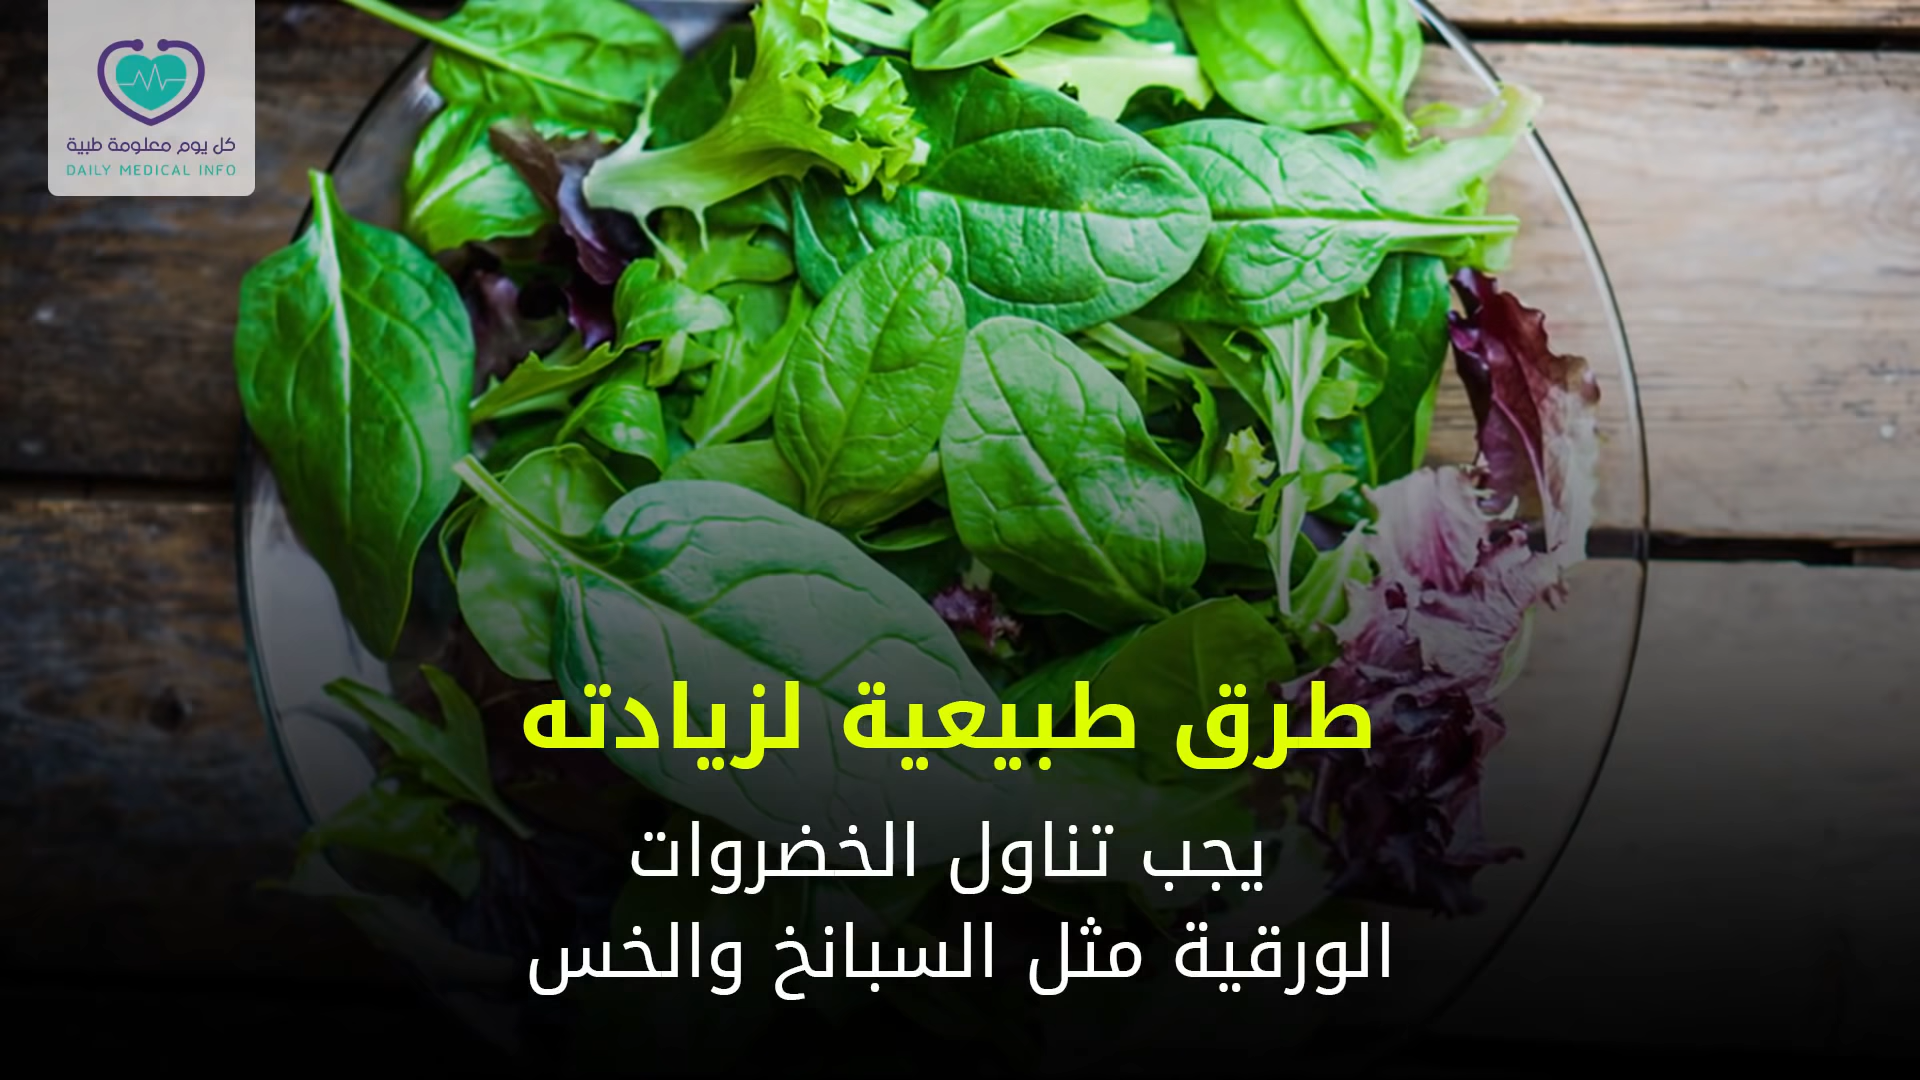 كل يوم معلومة طبية
DAILY MEDICAL INFO
طرق طبيعية لزيادته
يجب تناول الخضروات
الورقية مثل السبانخ والخس